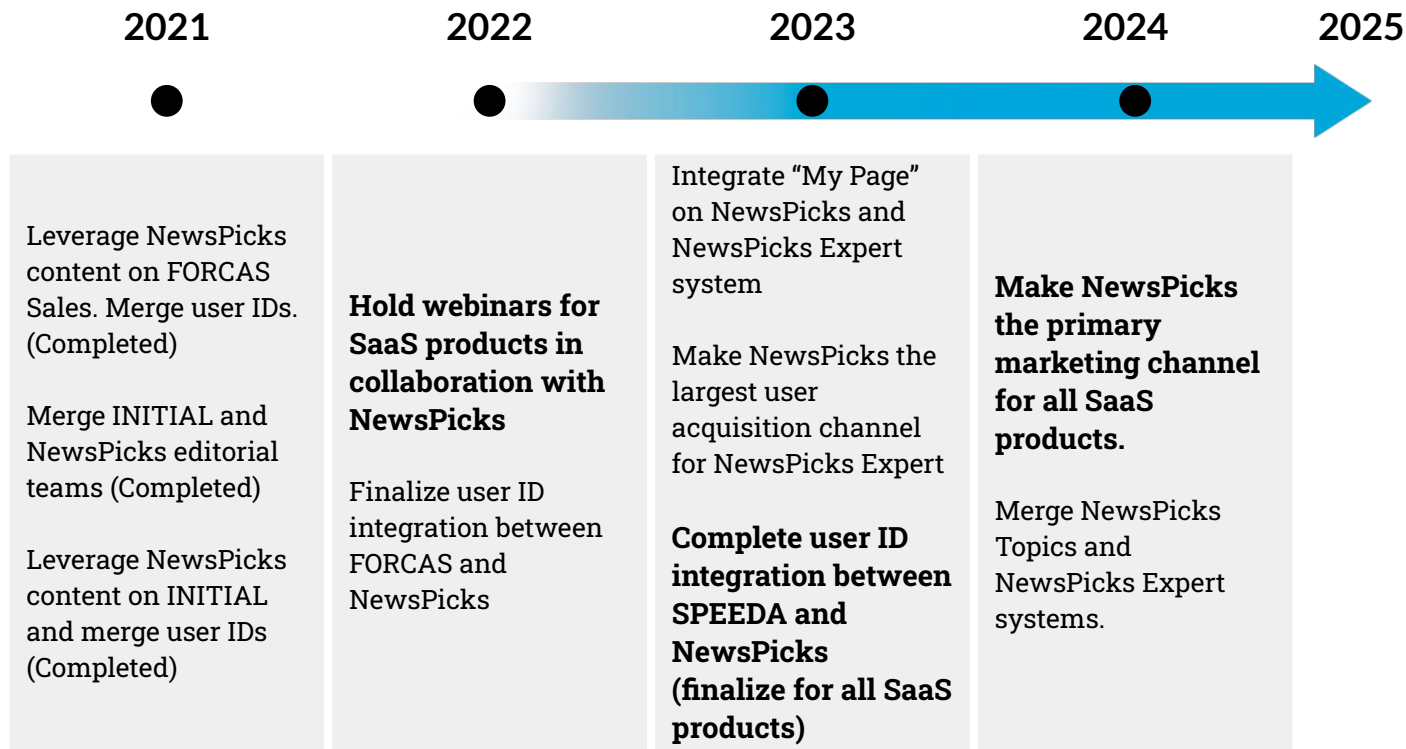 2021
2022
2023
2024
2025
Leverage NewsPicks
content on FORCAS
Sales. Merge user IDs.
(Completed)
Merge INITIAL and
NewsPicks editorial
teams (Completed)
Leverage NewsPicks
content on INITIAL
and merge user IDs
(Completed)
Hold webinars for
SaaS products in
collaboration with
NewsPicks
Finalize user ID
integration between
FORCAS and
NewsPicks
Integrate “My Page”
on NewsPicks and
NewsPicks Expert
system
Make NewsPicks the
largest user
acquisition channel
for NewsPicks Expert
Complete user ID
integration between
SPEEDA and
NewsPicks
(finalize for all SaaS
products)
Make NewsPicks
the primary
marketing channel
for all SaaS
products.
Merge NewsPicks
Topics and
NewsPicks Expert
systems.